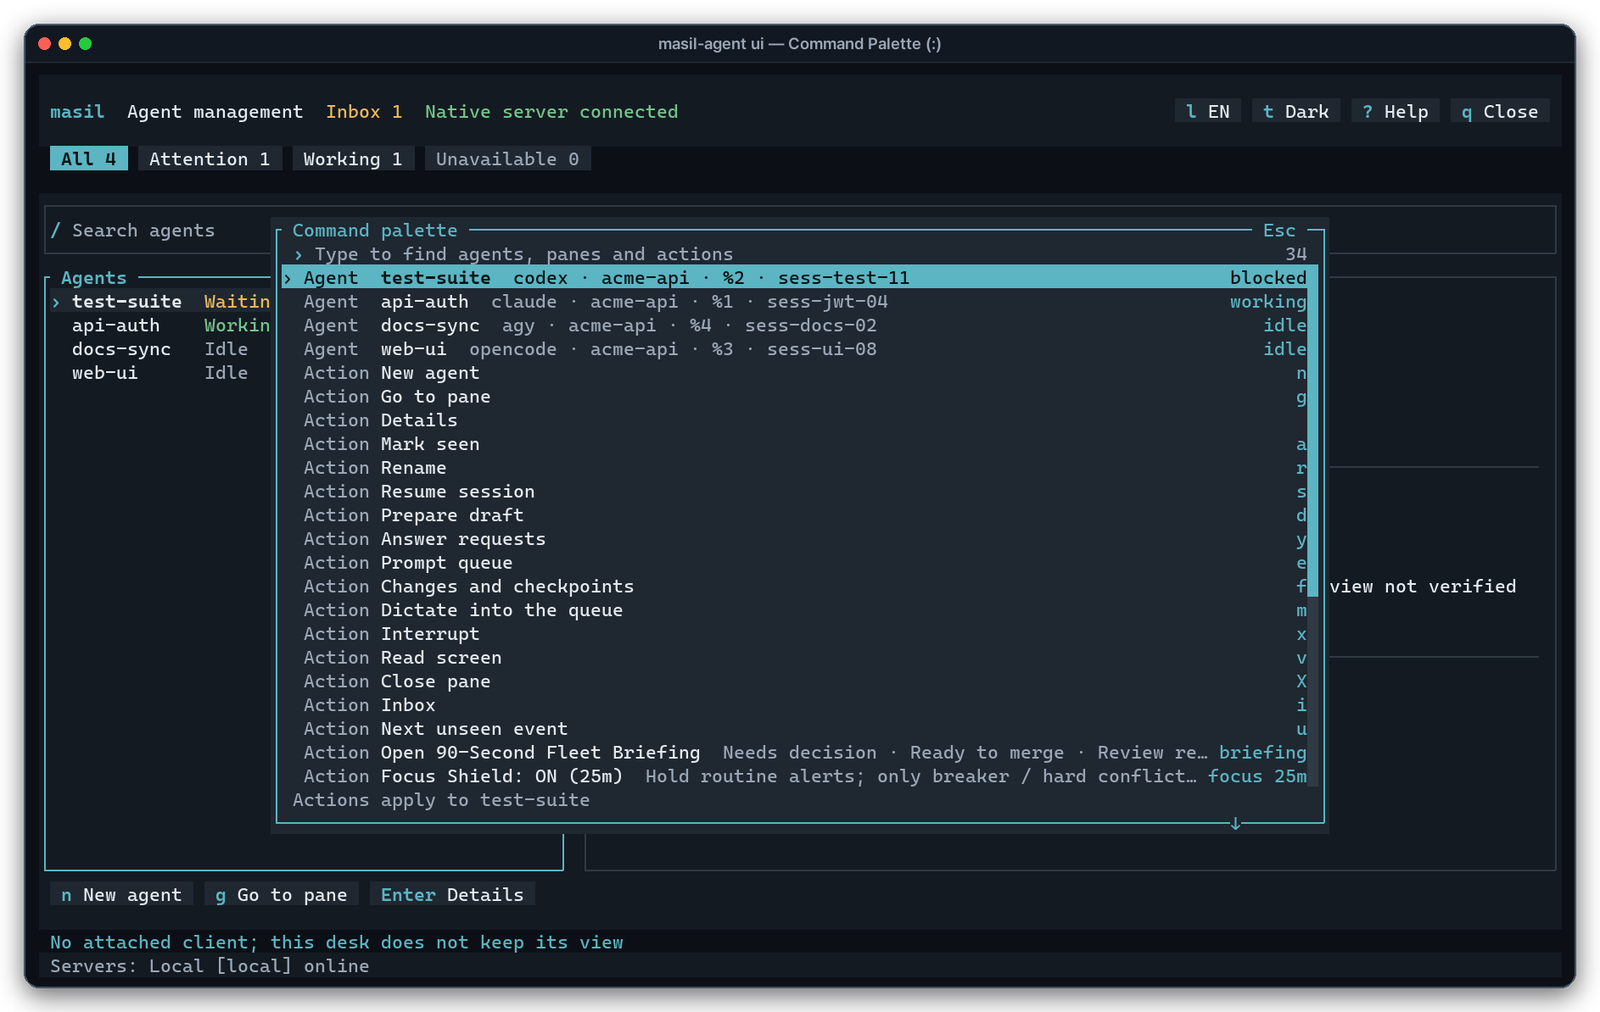 masil-agent ui — Command Palette (:)
masil Agent management Inbox 1 Native server connected l EN t Dark ? Help q Close
All 4 Attention 1 Working 1 Unavailable 0
/ Search agents
Command palette Esc
› Type to find agents, panes and actions 34
Agents
› Agent test-suite codex · acme-api · %2 · sess-test-11 blocked
› test-suite Waitin
Agent api-auth claude · acme-api · %1 · sess-jwt-04 working
api-auth Workin
Agent docs-sync agy · acme-api · %4 · sess-docs-02 idle
docs-sync Idle
Agent web-ui opencode · acme-api · %3 · sess-ui-08 idle
web-ui Idle
Action New agent n
Action Go to pane g
Action Details
Action Mark seen a
Action Rename r
Action Resume session s
Action Prepare draft d
Action Answer requests y
Action Prompt queue e
Action Changes and checkpoints f
view not verified
Action Dictate into the queue m
Action Interrupt x
Action Read screen v
Action Close pane X
Action Inbox i
Action Next unseen event u
Action Open 90-Second Fleet Briefing Needs decision · Ready to merge · Review re… briefing
Action Focus Shield: ON (25m) Hold routine alerts; only breaker / hard conflict… focus 25m
Actions apply to test-suite
↓
n New agent g Go to pane Enter Details
No attached client; this desk does not keep its view
Servers: Local [local] online